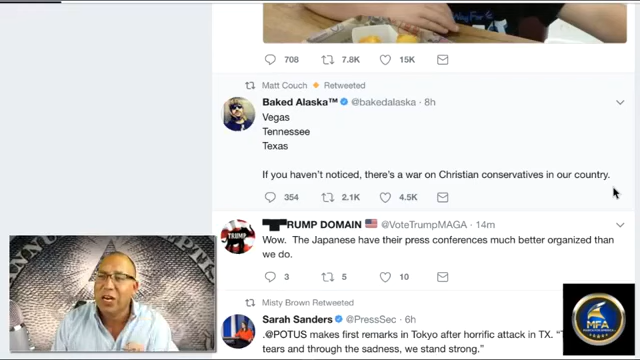 708 7.8K 15K
Matt Couch Retweeted
Baked Alaska™ @bakedalaska · 8h
Vegas
Tennessee
Texas
If you haven't noticed, there's a war on Christian conservatives in our country.
354 2.1K 4.5K
RUMP DOMAIN @VoteTrumpMAGA · 14m
TRUMP
Wow. The Japanese have their press conferences much better organized than
we do.
3 5 10
Misty Brown Retweeted
Sarah Sanders @PressSec · 6h
.@POTUS makes first remarks in Tokyo after horrific attack in TX. “
tears and through the sadness, we stand strong.”
ANNU
MFA